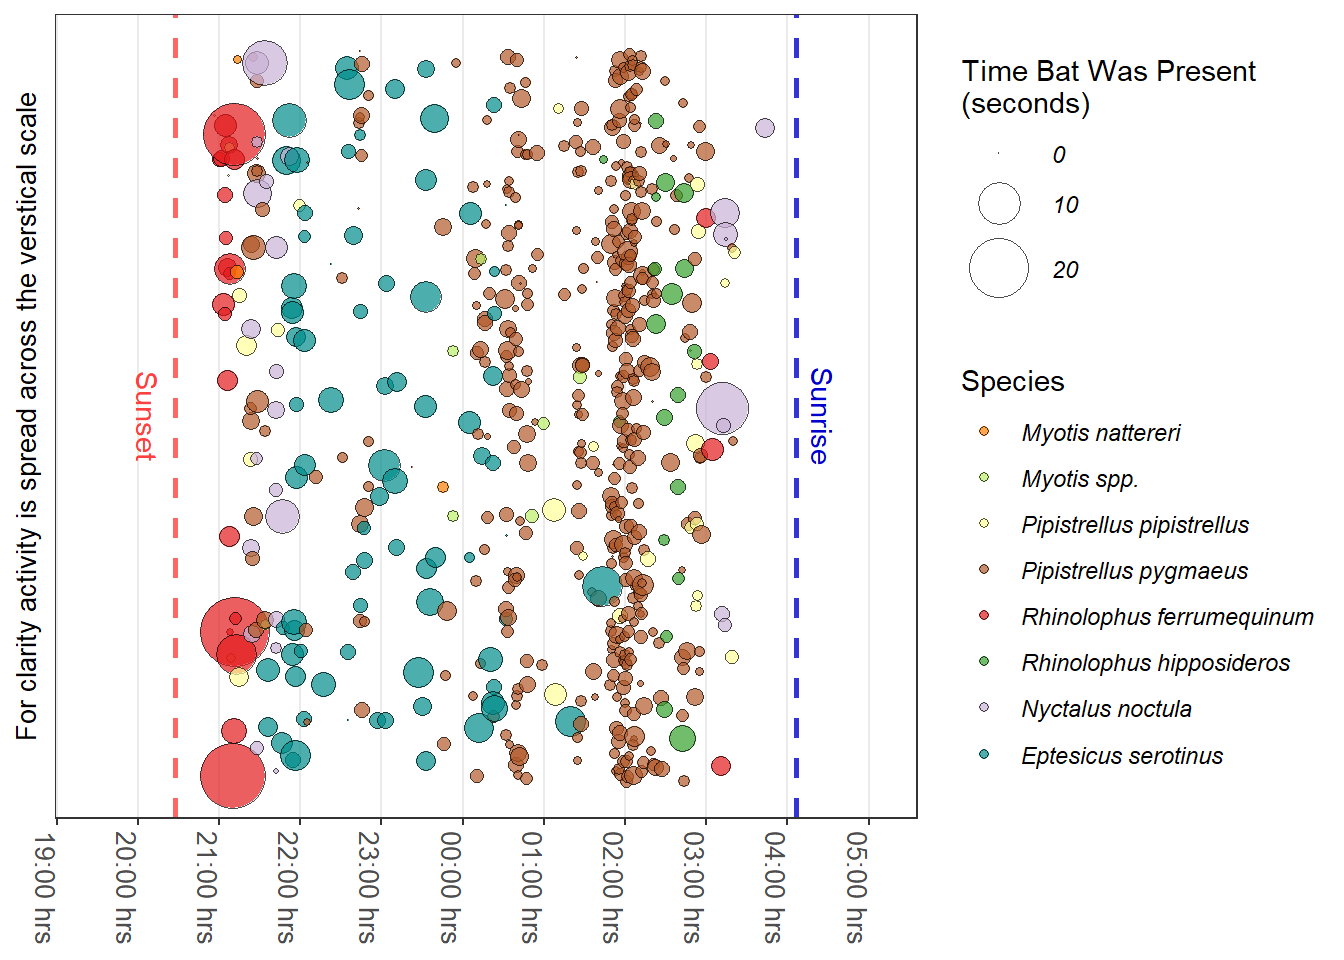 For clarity activity is spread across the verstical scale
Sunset
Sunrise
19:00 hrs
20:00 hrs
21:00 hrs
22:00 hrs
23:00 hrs
00:00 hrs
01:00 hrs
02:00 hrs
03:00 hrs
04:00 hrs
05:00 hrs
Time Bat Was Present
(seconds)
0
10
20
Species
Myotis nattereri
Myotis spp.
Pipistrellus pipistrellus
Pipistrellus pygmaeus
Rhinolophus ferrumequinum
Rhinolophus hipposideros
Nyctalus noctula
Eptesicus serotinus